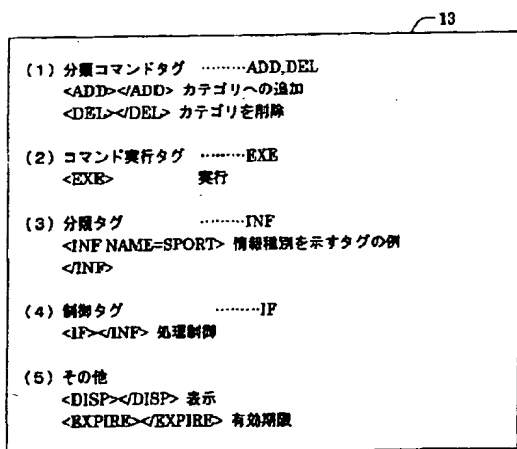 13
(1) 分類コマンドタグ ………ADD,DEL
<ADD></ADD> カテゴリへの追加
<DEL></DEL> カテゴリを削除
(2) コマンド実行タグ ………EXE
<EXE> 実行
(3) 分類タグ ………INF
<INF NAME=SPORT> 情報種別を示すタグの例
</INF>
(4) 制御タグ ………IF
<IF></INF> 処理制御
(5) その他
<DISP></DISP> 表示
<EXPIRE></EXPIRE> 有効期限